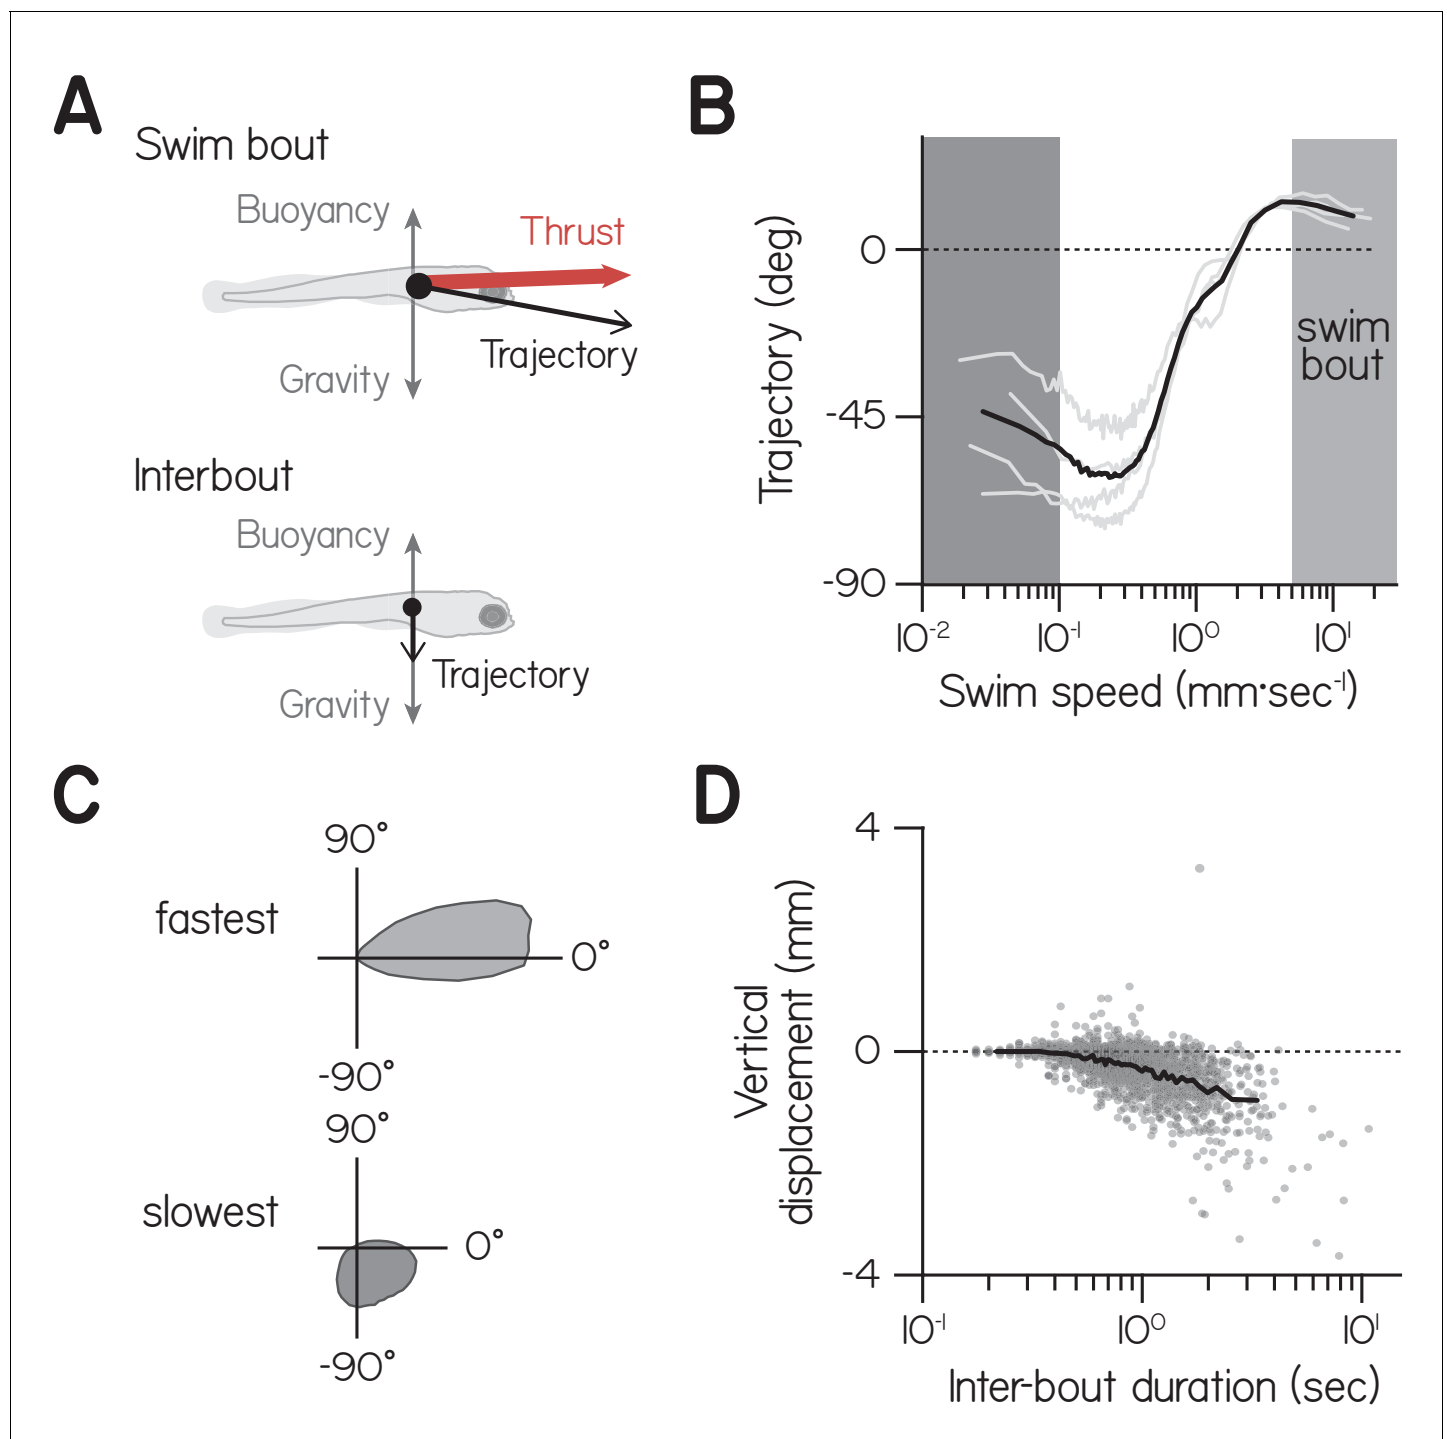 A
Swim bout
Buoyancy
Thrust
Trajectory
Gravity
Interbout
Buoyancy
Trajectory
Gravity
B
Trajectory (deg)
0
-45
-90
swim
bout
10⁻² 10⁻¹ 10⁰ 10¹
Swim speed (mm·sec⁻¹)
C
90°
fastest
0°
-90°
90°
slowest
0°
-90°
D
Vertical
displacement (mm)
4
0
-4
10⁻¹ 10⁰ 10¹
Inter-bout duration (sec)